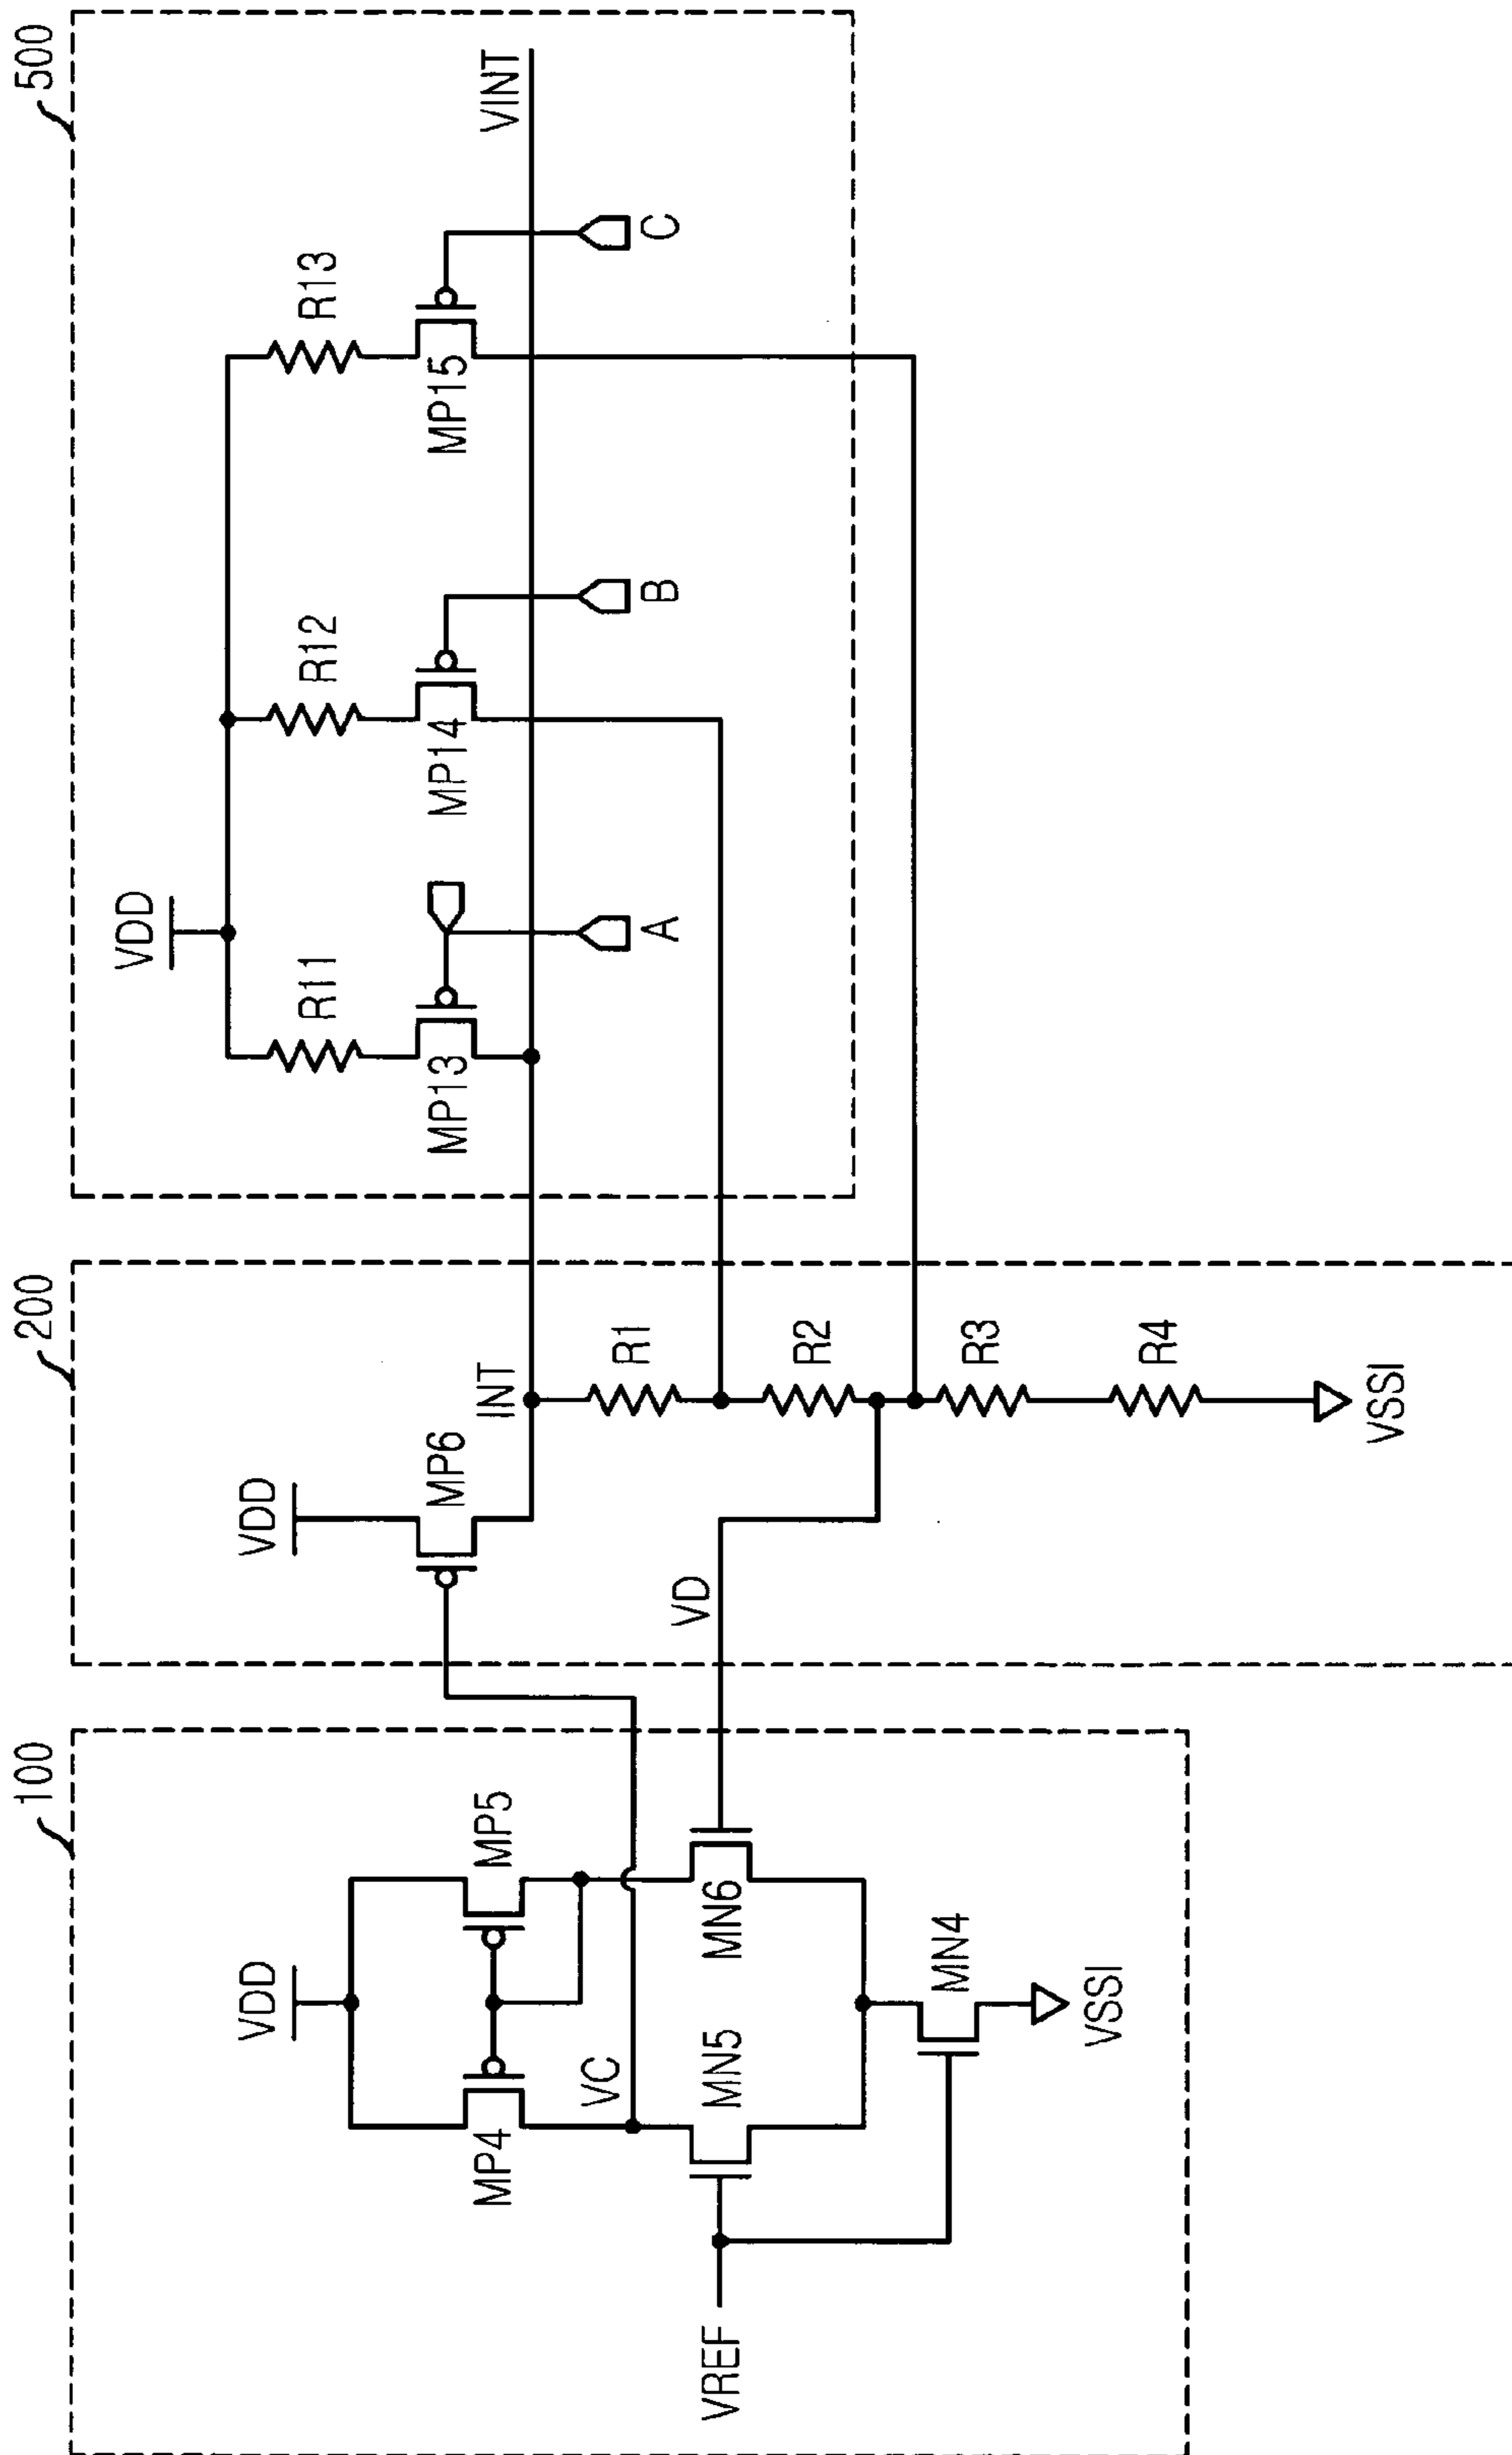 100
200
500
VDD
MP4
MP5
VC
MN5
MN6
VREF
MN4
VSSI
VDD
MP6
INT
VD
R1
R2
R3
R4
VSSI
VDD
R11
R12
R13
MP13
MP14
MP15
VINT
A
B
C